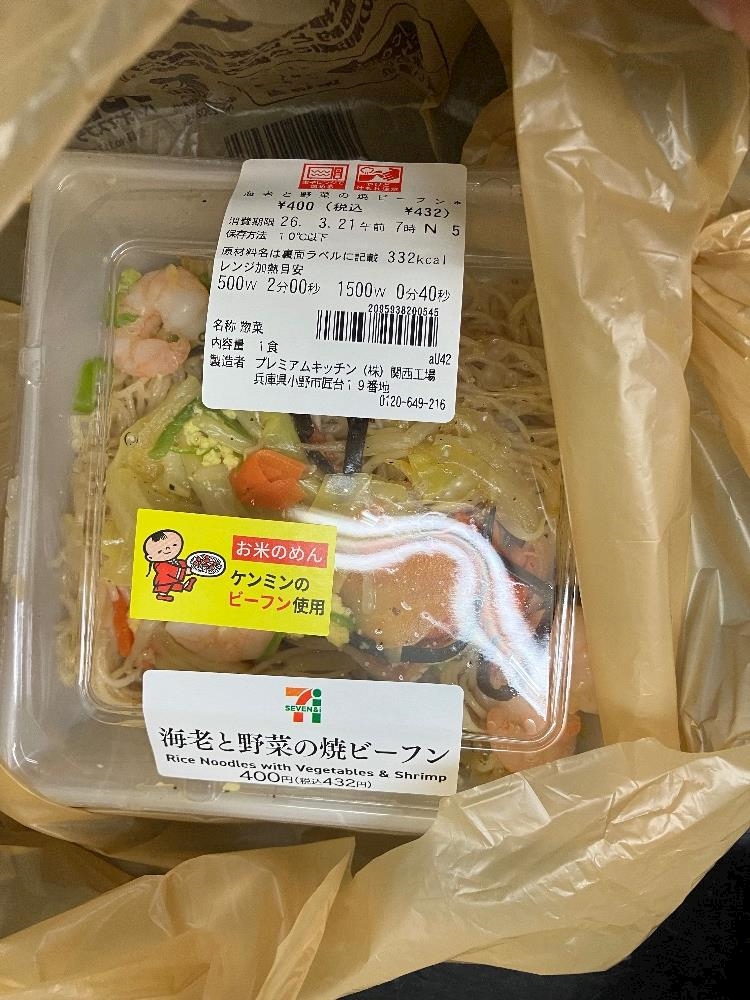 海老と野菜の焼ビーフン*
¥400 (税込 ¥432)
消費期限 26. 3.21午前 7時 N 5
保存方法 10℃以下
原材料名は裏面ラベルに記載 332kcal
レンジ加熱目安
500W 2分00秒 1500W 0分40秒
2095938200545
名称 惣菜
内容量 1食
aU42
製造者 プレミアムキッチン (株) 関西工場
兵庫県小野市匠台19番地
0120-649-216
お米のめん
ケンミンの
ビーフン使用
SEVEN&i
海老と野菜の焼ビーフン
Rice Noodles with Vegetables & Shrimp
400円(税込432円)